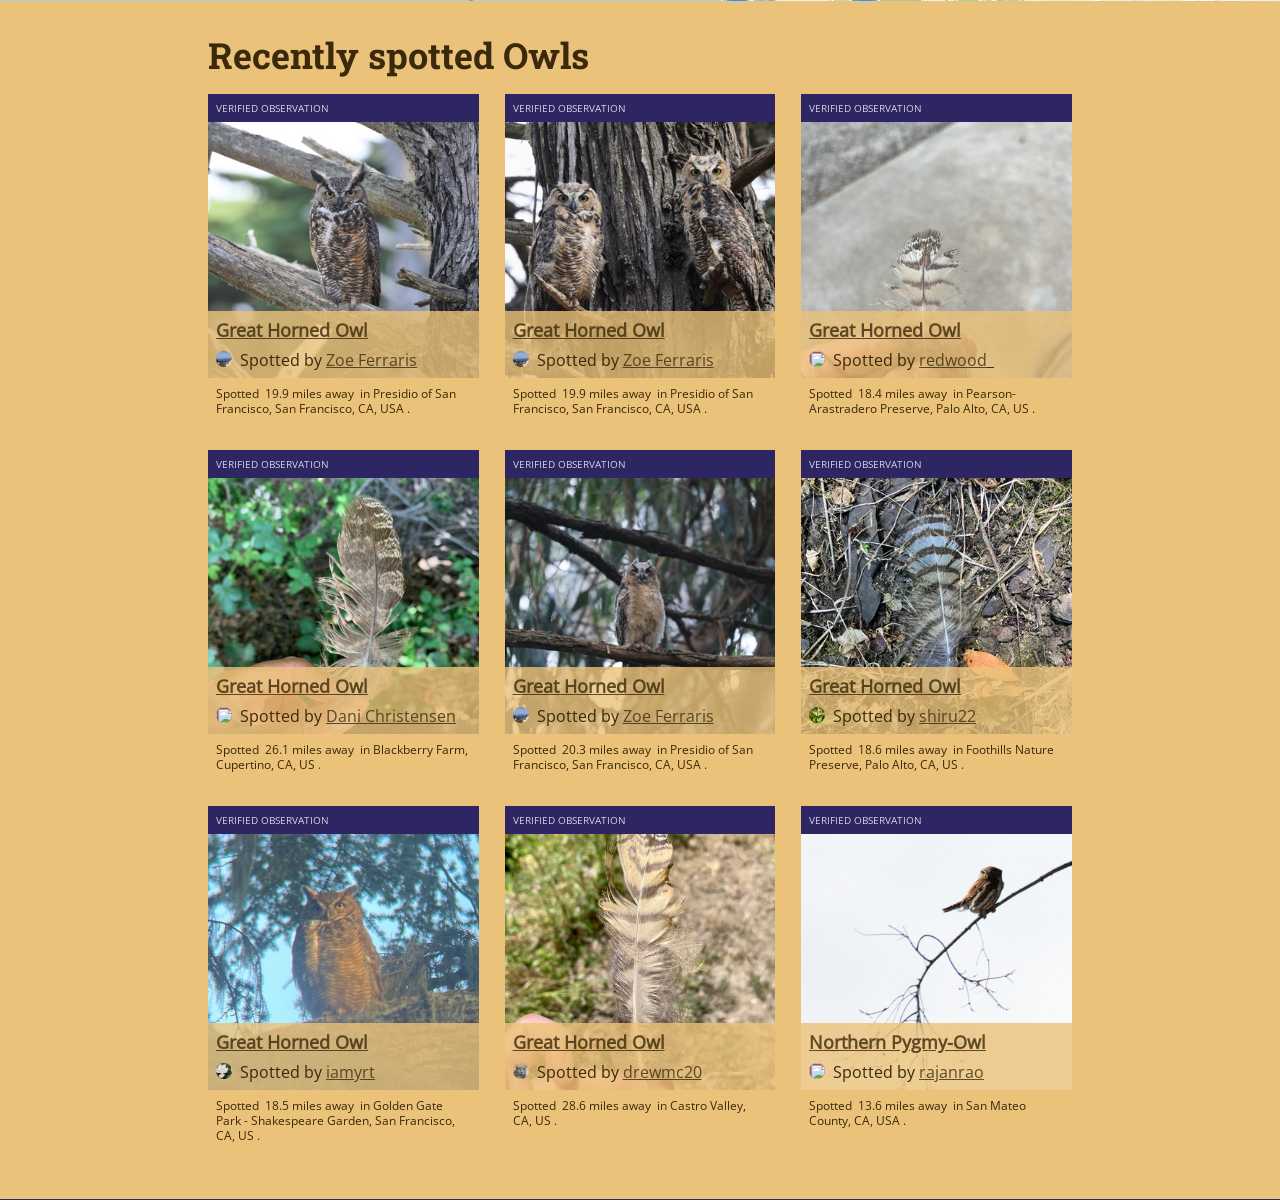 Recently spotted Owls
VERIFIED OBSERVATION
Great Horned Owl
Spotted by Zoe Ferraris
Spotted 19.9 miles away in Presidio of San
Francisco, San Francisco, CA, USA .
VERIFIED OBSERVATION
Great Horned Owl
Spotted by Zoe Ferraris
Spotted 19.9 miles away in Presidio of San
Francisco, San Francisco, CA, USA .
VERIFIED OBSERVATION
Great Horned Owl
Spotted by redwood_
Spotted 18.4 miles away in Pearson-
Arastradero Preserve, Palo Alto, CA, US .
VERIFIED OBSERVATION
Great Horned Owl
Spotted by Dani Christensen
Spotted 26.1 miles away in Blackberry Farm,
Cupertino, CA, US .
VERIFIED OBSERVATION
Great Horned Owl
Spotted by Zoe Ferraris
Spotted 20.3 miles away in Presidio of San
Francisco, San Francisco, CA, USA .
VERIFIED OBSERVATION
Great Horned Owl
Spotted by shiru22
Spotted 18.6 miles away in Foothills Nature
Preserve, Palo Alto, CA, US .
VERIFIED OBSERVATION
Great Horned Owl
Spotted by iamyrt
Spotted 18.5 miles away in Golden Gate
Park - Shakespeare Garden, San Francisco,
CA, US .
VERIFIED OBSERVATION
Great Horned Owl
Spotted by drewmc20
Spotted 28.6 miles away in Castro Valley,
CA, US .
VERIFIED OBSERVATION
Northern Pygmy-Owl
Spotted by rajanrao
Spotted 13.6 miles away in San Mateo
County, CA, USA .